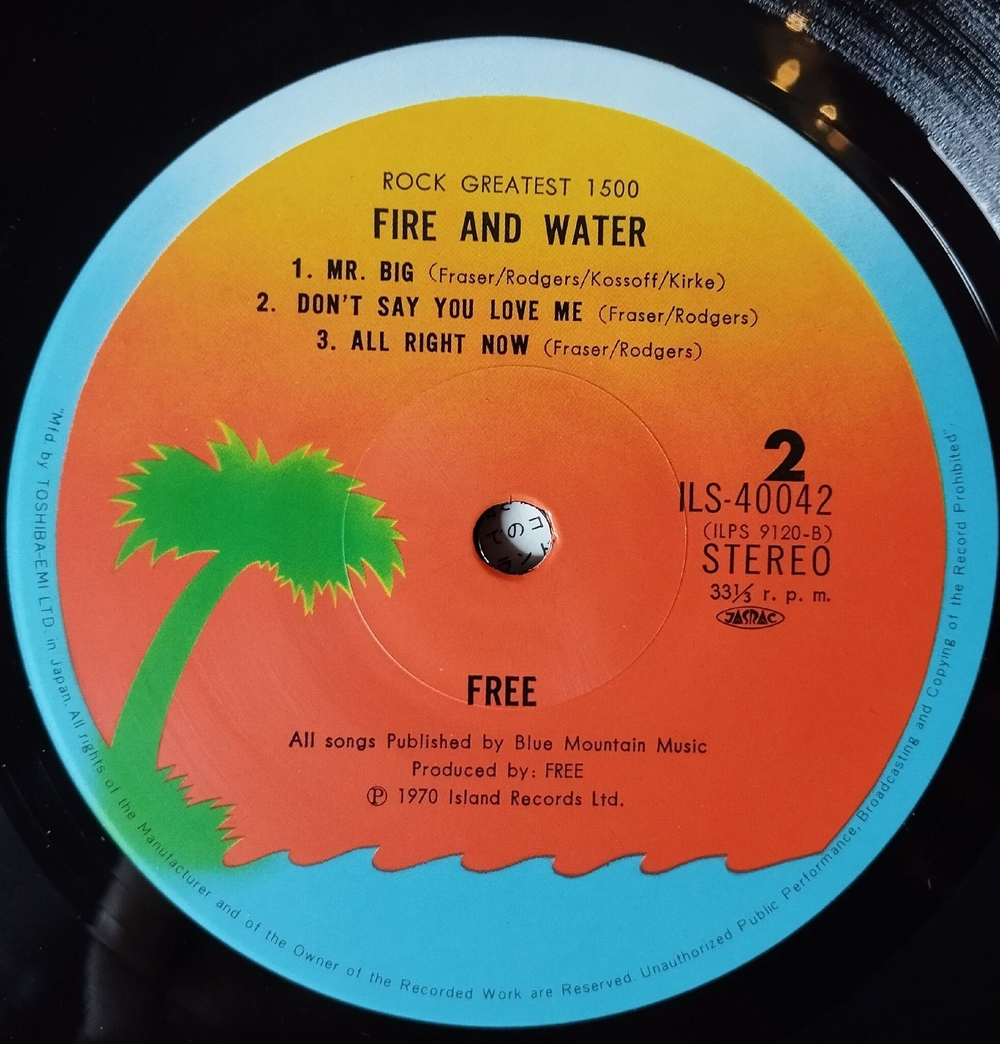 ROCK GREATEST 1500
FIRE AND WATER
1. MR. BIG (Fraser/Rodgers/Kossoff/Kirke)
2. DON'T SAY YOU LOVE ME (Fraser/Rodgers)
3. ALL RIGHT NOW (Fraser/Rodgers)
2
ILS-40042
(ILPS 9120-B)
STEREO
33⅓ r. p. m.
JASRAC
FREE
All songs Published by Blue Mountain Music
Produced by: FREE
Ⓟ 1970 Island Records Ltd.
"Mfd. by TOSHIBA-EMI LTD. in Japan. All rights of the Manufacturer and of the Owner of the Recorded Work are Reserved. Unauthorized Public Performance, Broadcasting and Copying of the Record Prohibited".